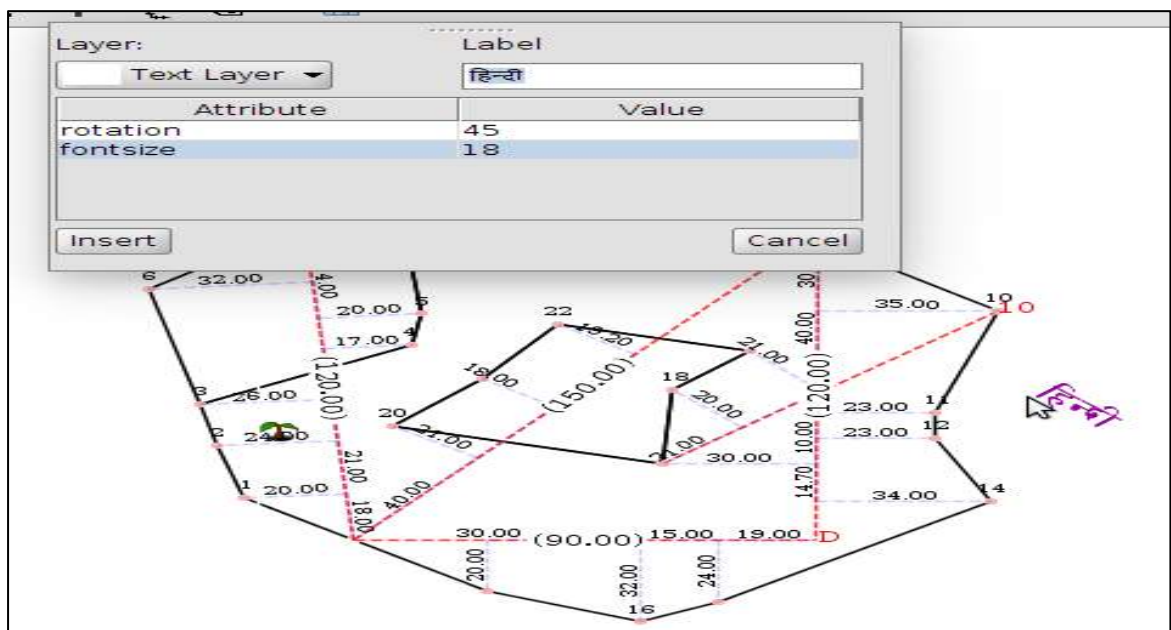 Layer: Label
Text Layer हिन्दी
Attribute Value
rotation 45
fontsize 18
Insert Cancel
6 32.00 4.00 30 35.00 10 IO
20.00 5 22 40.00
17.00 4 19.20 21.00
(120.00) 18.00 (150.00) 18 (120.00)
3 26.00 20.00 23.00 11
20 23.00 12
2 24.00 21.00 21.00 10.00
30.00
1 20.00 40.00 14.70 34.00 14
18.00
30.00 (90.00) 15.00 19.00 D
20.00 32.00 24.00
16
हिन्दी